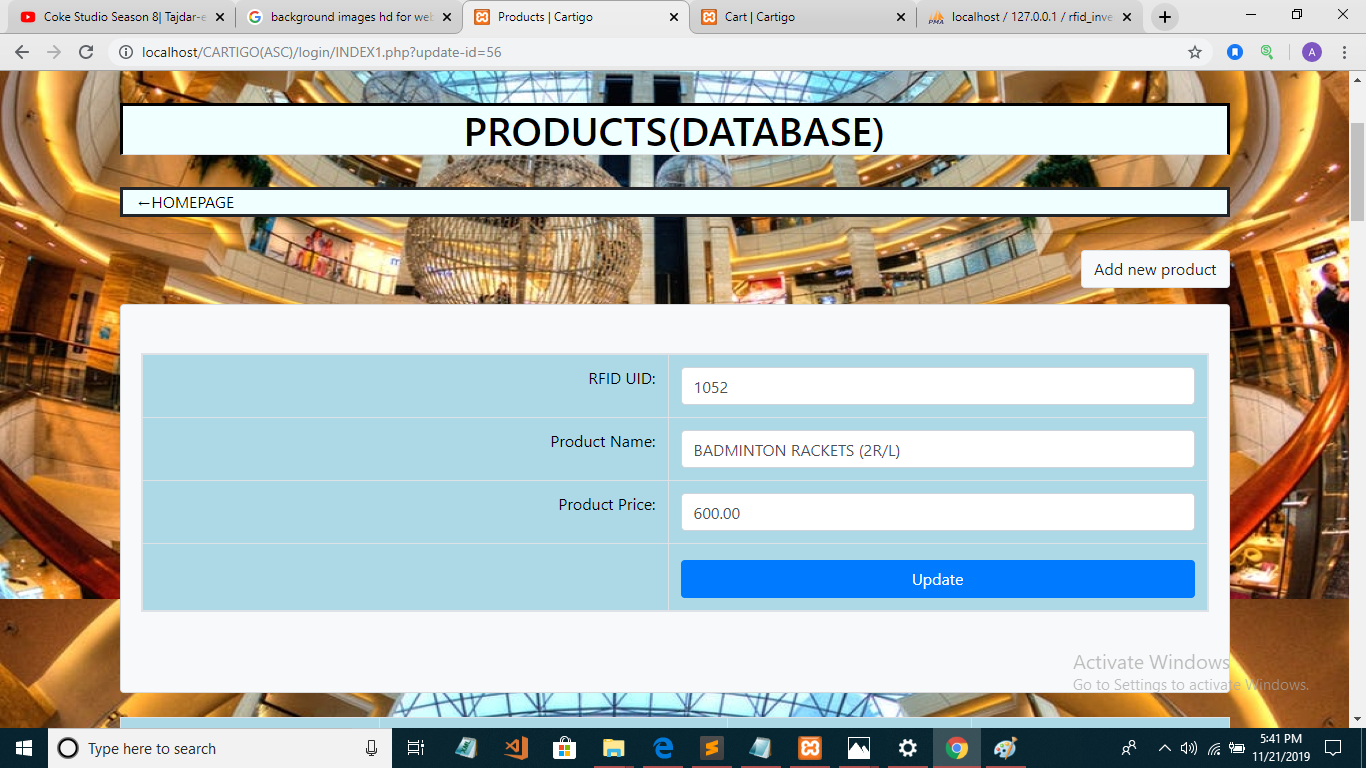 Coke Studio Season 8| Tajdar-e
background images hd for web
Products | Cartigo
Cart | Cartigo
localhost / 127.0.0.1 / rfid_inve
localhost/CARTIGO(ASC)/login/INDEX1.php?update-id=56
A
PRODUCTS(DATABASE)
←HOMEPAGE
Add new product
RFID UID:
1052
Product Name:
BADMINTON RACKETS (2R/L)
Product Price:
600.00
Update
Activate Windows
Go to Settings to activate Windows.
Type here to search
5:41 PM
11/21/2019